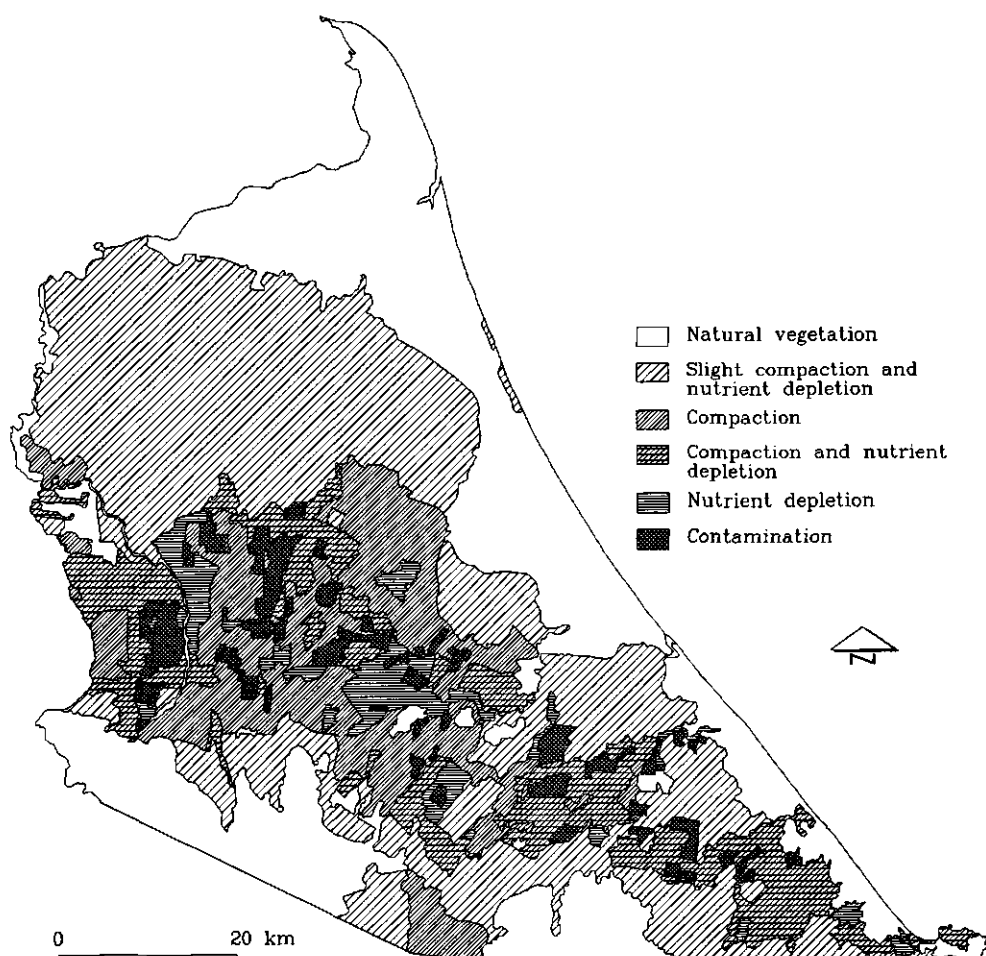 Natural vegetation
Slight compaction and
nutrient depletion
Compaction
Compaction and nutrient
depletion
Nutrient depletion
Contamination
N
0 20 km